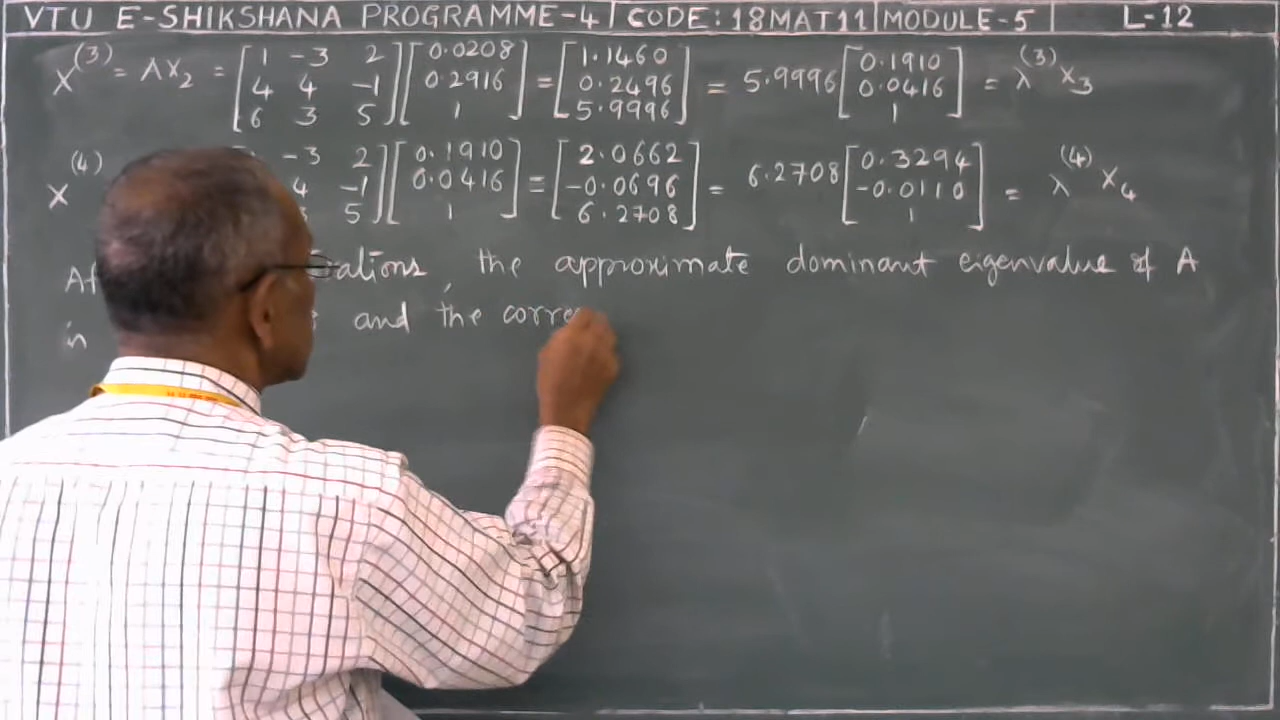 VTU E-SHIKSHANA PROGRAMME-4 | CODE: 18MAT11 | MODULE-5 | L-12
X^(3) = AX₂ = [1 -3 2; 4 4 -1; 6 3 5] [0.0208; 0.2916; 1] = [1.1460; 0.2496; 5.9996] = 5.9996 [0.1910; 0.0416; 1] = λ^(3) X₃
X^(4) -3 2; 4 -1; 5] [0.1910; 0.0416; 1] = [2.0662; -0.0696; 6.2708] = 6.2708 [0.3294; -0.0110; 1] = λ^(4) X₄
the approximate dominant eigenvalue of A
and the corre